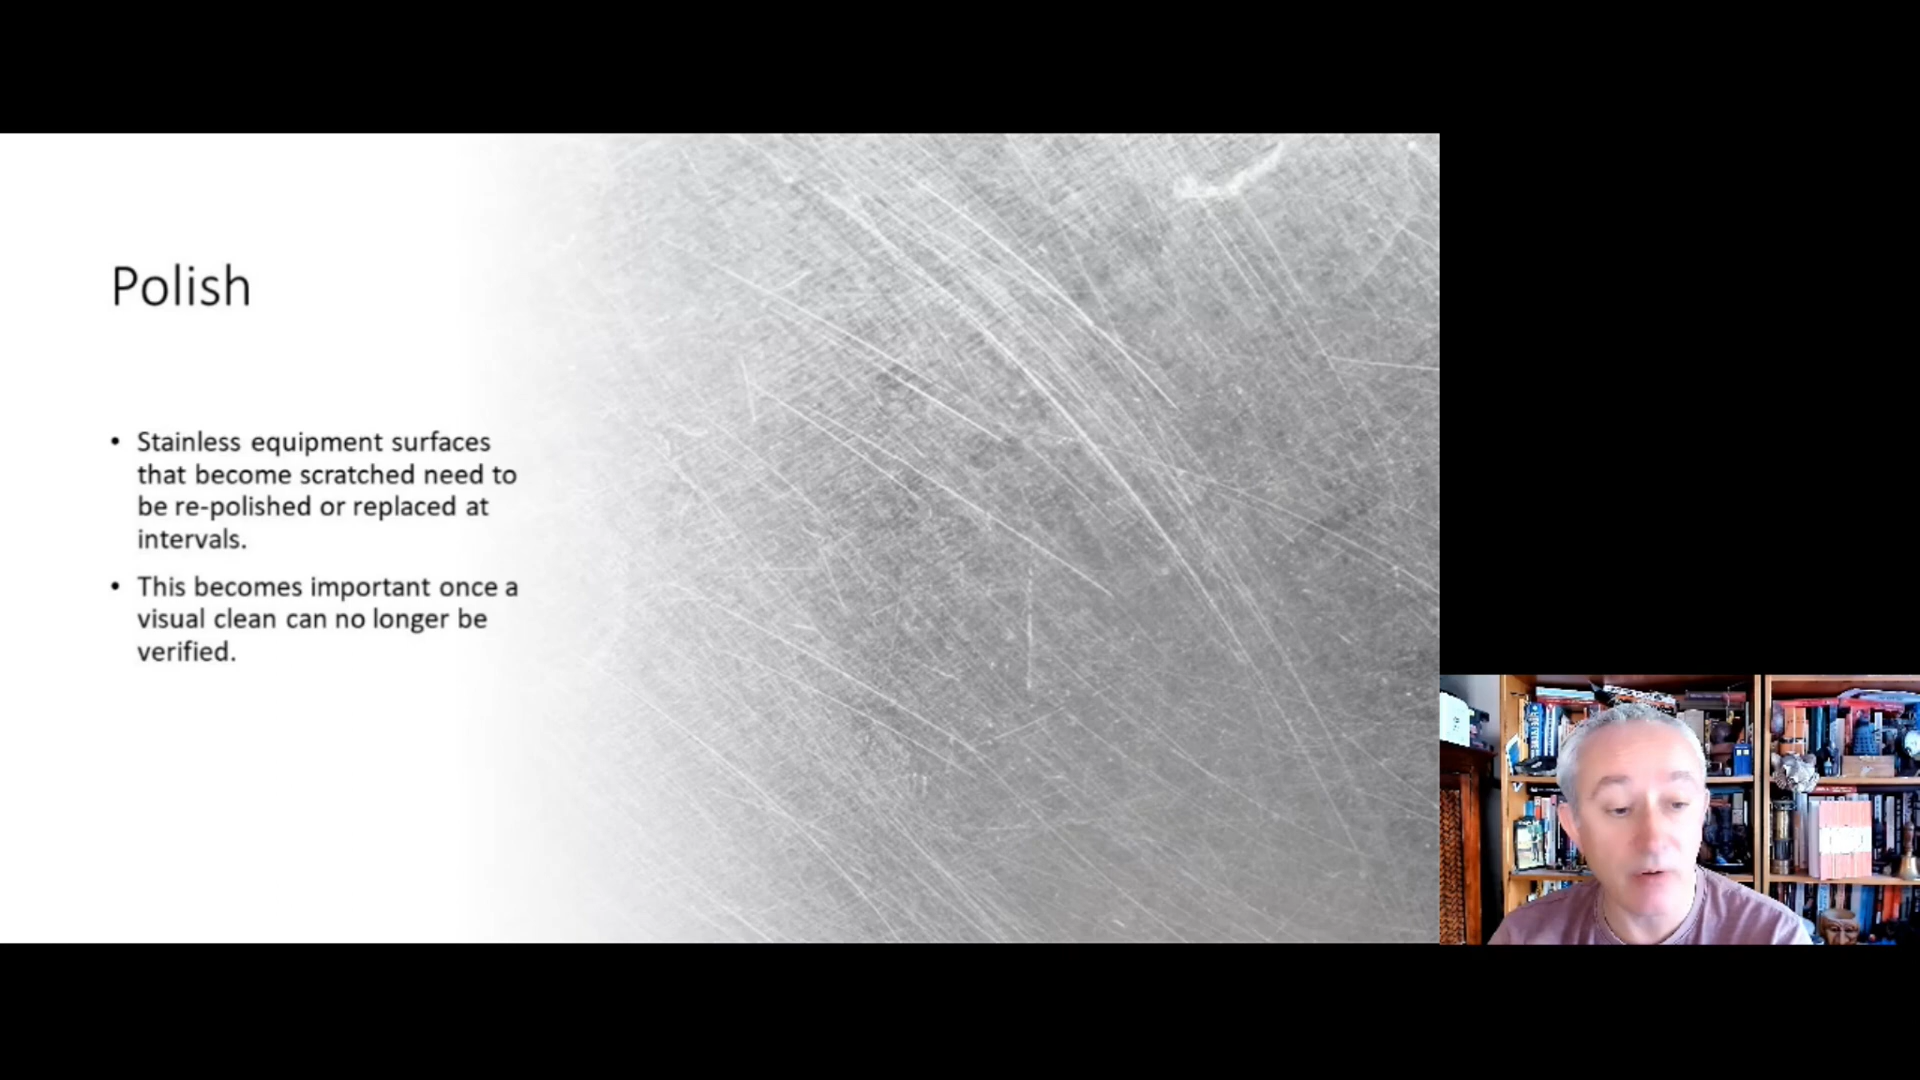 Polish
• Stainless equipment surfaces
that become scratched need to
be re-polished or replaced at
intervals.
• This becomes important once a
visual clean can no longer be
verified.